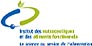 Institut des nutraceutiques
et des aliments fonctionnels
La science au service de l'alimentation